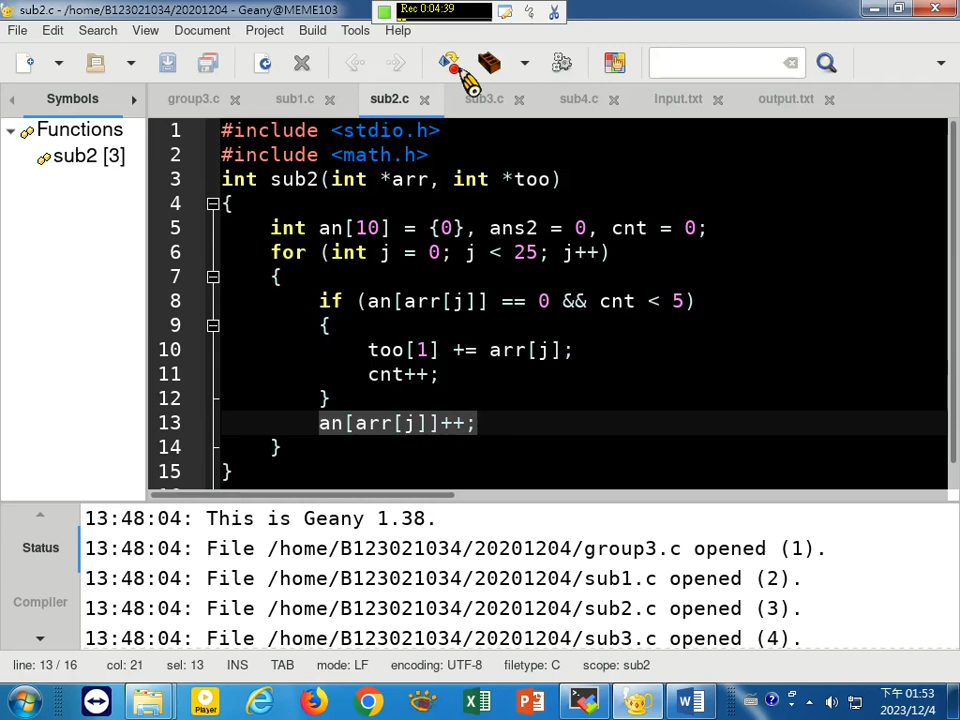 sub2.c - /home/B123021034/20201204 - Geany@MEME103
Rec 0:04:39
File Edit Search View Document Project Build Tools Help
Symbols
group3.c sub1.c sub2.c sub3.c sub4.c Input.txt output.txt
Functions
sub2 [3]
1 #include <stdio.h>
2 #include <math.h>
3 int sub2(int *arr, int *too)
4 {
5 int an[10] = {0}, ans2 = 0, cnt = 0;
6 for (int j = 0; j < 25; j++)
7 {
8 if (an[arr[j]] == 0 && cnt < 5)
9 {
10 too[1] += arr[j];
11 cnt++;
12 }
13 an[arr[j]]++;
14 }
15 }
Status
Compiler
13:48:04: This is Geany 1.38.
13:48:04: File /home/B123021034/20201204/group3.c opened (1).
13:48:04: File /home/B123021034/20201204/sub1.c opened (2).
13:48:04: File /home/B123021034/20201204/sub2.c opened (3).
13:48:04: File /home/B123021034/20201204/sub3.c opened (4).
line: 13 / 16 col: 21 sel: 13 INS TAB mode: LF encoding: UTF-8 filetype: C scope: sub2
Player
下午 01:53
2023/12/4